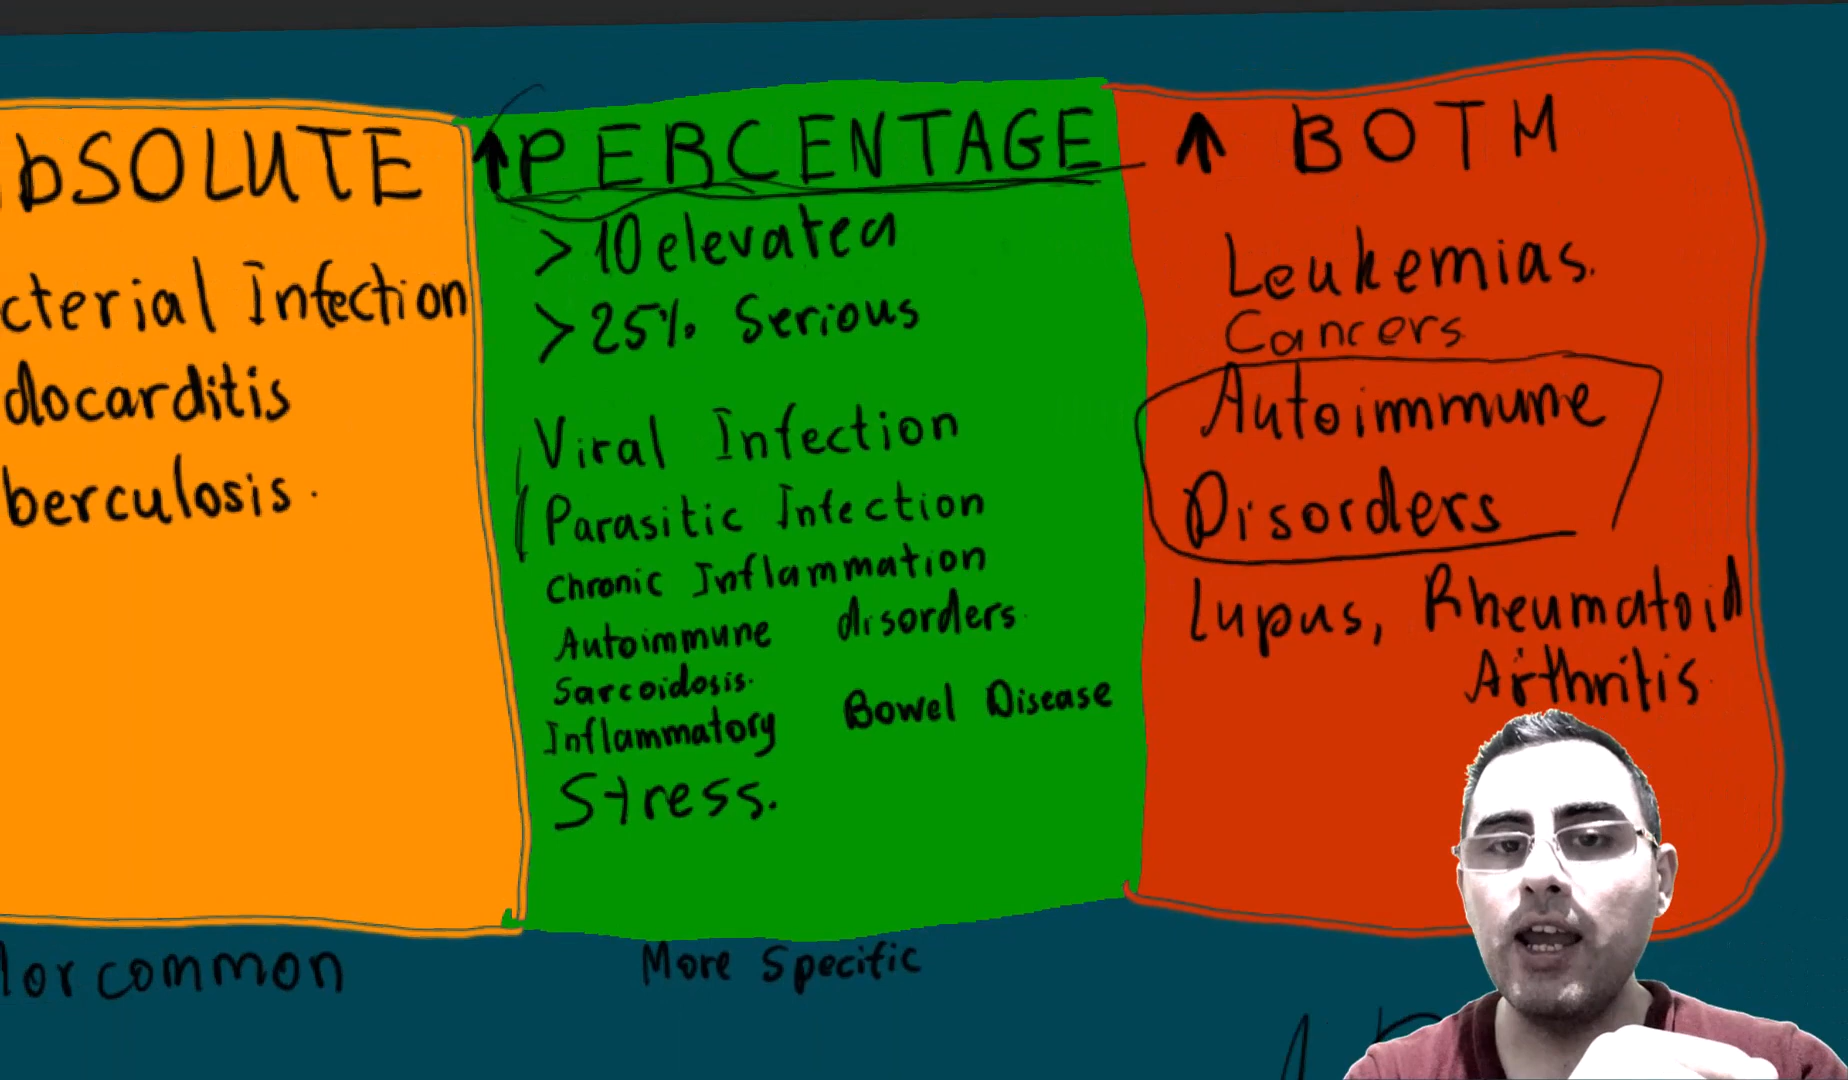 bSOLUTE
cterial Infection
docarditis
berculosis.
lor common
↑PERCENTAGE
>10 elevated
>25% Serious
Viral Infection
Parasitic Infection
Chronic Inflammation
Autoimmune disorders.
Sarcoidosis.
Inflammatory Bowel Disease
Stress.
More Specific
↑ BOTH
Leukemias.
Cancers
Autoimmune
Disorders
Lupus, Rheumatoid
Arthritis